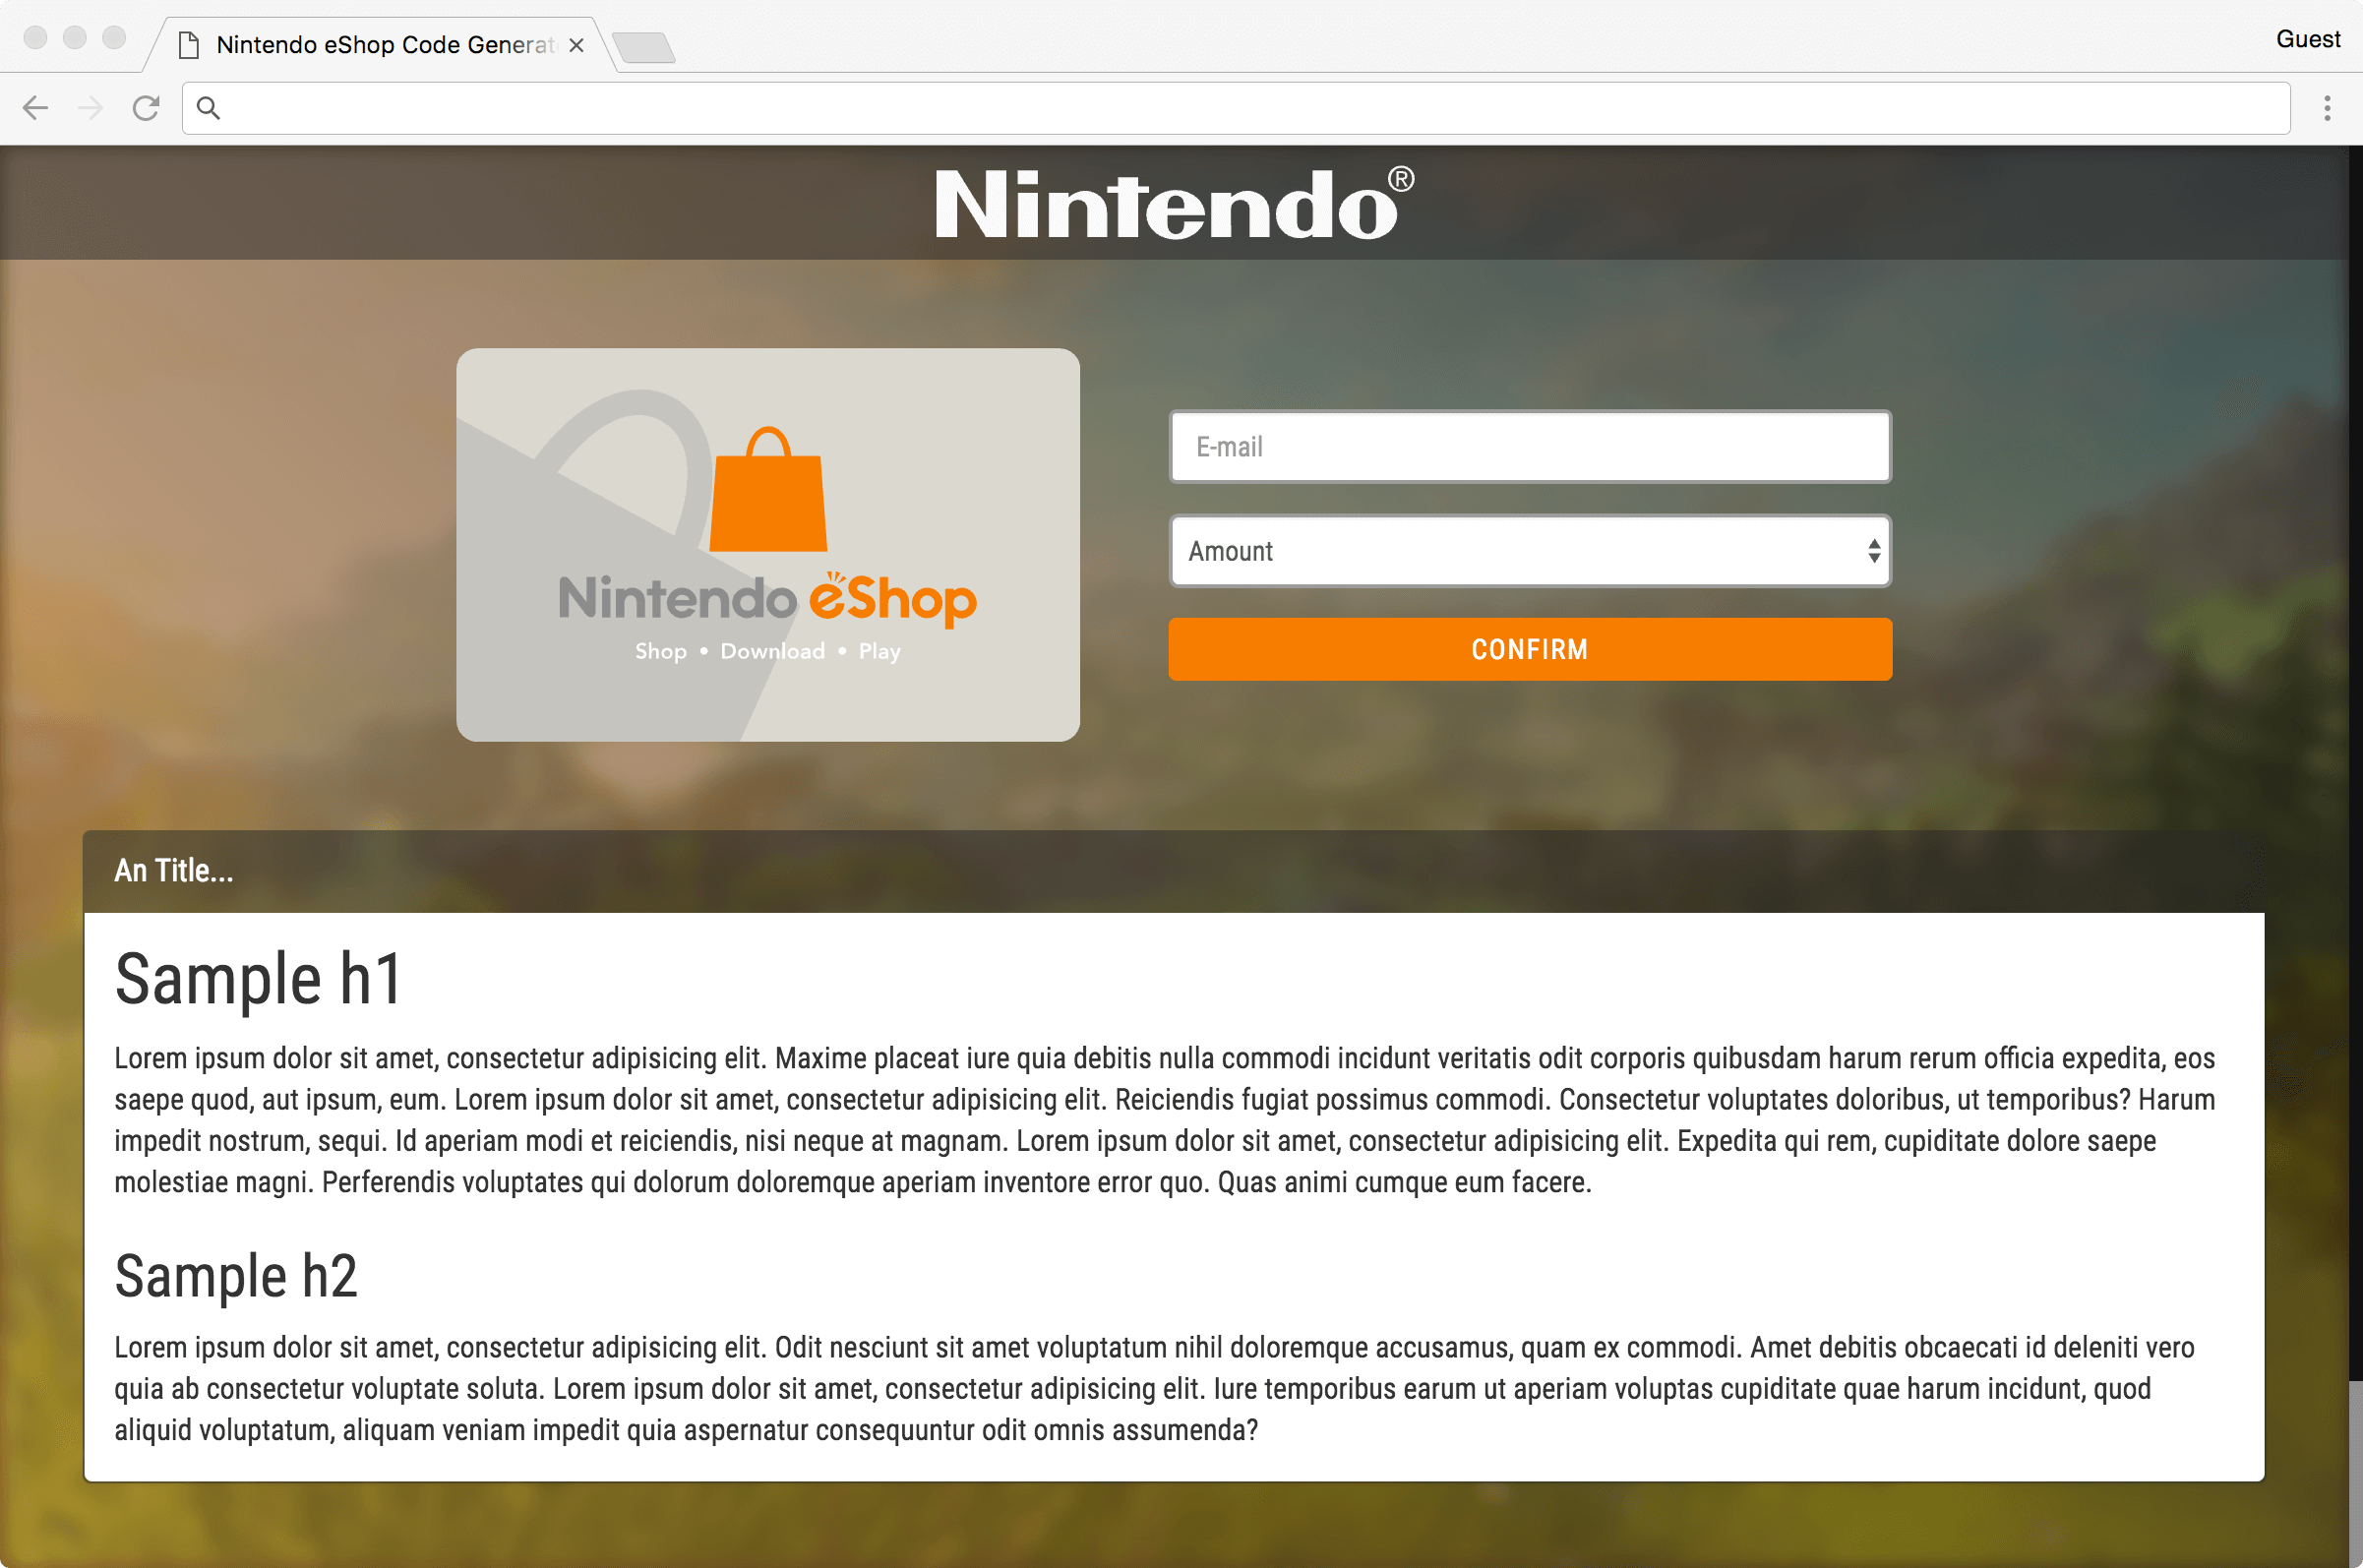 Nintendo eShop Code Generat
Guest
Nintendo®
E-mail
Amount
CONFIRM
Nintendo eShop
Shop • Download • Play
An Title...
Sample h1
Lorem ipsum dolor sit amet, consectetur adipisicing elit. Maxime placeat iure quia debitis nulla commodi incidunt veritatis odit corporis quibusdam harum rerum officia expedita, eos
saepe quod, aut ipsum, eum. Lorem ipsum dolor sit amet, consectetur adipisicing elit. Reiciendis fugiat possimus commodi. Consectetur voluptates doloribus, ut temporibus? Harum
impedit nostrum, sequi. Id aperiam modi et reiciendis, nisi neque at magnam. Lorem ipsum dolor sit amet, consectetur adipisicing elit. Expedita qui rem, cupiditate dolore saepe
molestiae magni. Perferendis voluptates qui dolorum doloremque aperiam inventore error quo. Quas animi cumque eum facere.
Sample h2
Lorem ipsum dolor sit amet, consectetur adipisicing elit. Odit nesciunt sit amet voluptatum nihil doloremque accusamus, quam ex commodi. Amet debitis obcaecati id deleniti vero
quia ab consectetur voluptate soluta. Lorem ipsum dolor sit amet, consectetur adipisicing elit. Iure temporibus earum ut aperiam voluptas cupiditate quae harum incidunt, quod
aliquid voluptatum, aliquam veniam impedit quia aspernatur consequuntur odit omnis assumenda?